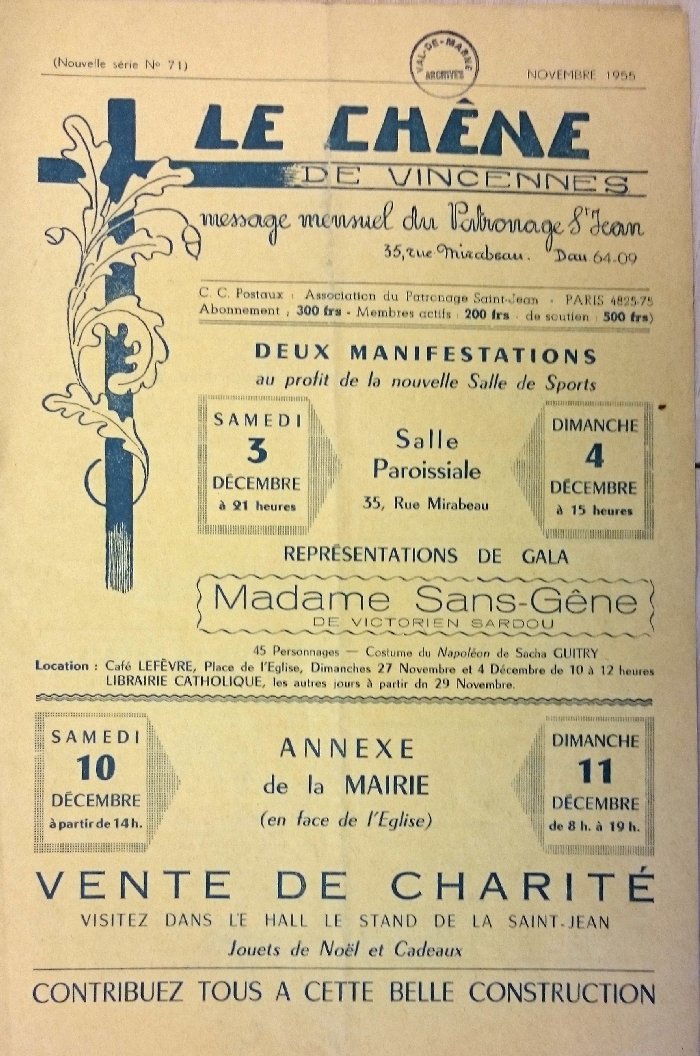 (Nouvelle série N° 71)
VAL-DE-MARNE
ARCHIVES
NOVEMBRE 1955
LE CHÊNE
DE VINCENNES
message mensuel du Patronage St Jean
35, rue Mirabeau. Dau 64-09
C. C. Postaux : Association du Patronage Saint-Jean - PARIS 4825-75
Abonnement : 300 frs - Membres actifs : 200 frs - de soutien : 500 frs)
DEUX MANIFESTATIONS
au profit de la nouvelle Salle de Sports
SAMEDI
3
DÉCEMBRE
à 21 heures
Salle
Paroissiale
35, Rue Mirabeau
DIMANCHE
4
DÉCEMBRE
à 15 heures
REPRÉSENTATIONS DE GALA
Madame Sans-Gêne
DE VICTORIEN SARDOU
45 Personnages — Costume du Napoléon de Sacha GUITRY
Location : Café LEFÊVRE, Place de l'Eglise, Dimanches 27 Novembre et 4 Décembre de 10 à 12 heures
LIBRAIRIE CATHOLIQUE, les autres jours à partir dn 29 Novembre.
SAMEDI
10
DÉCEMBRE
à partir de 14 h.
ANNEXE
de la MAIRIE
(en face de l'Eglise)
DIMANCHE
11
DÉCEMBRE
de 8 h. à 19 h.
VENTE DE CHARITÉ
VISITEZ DANS L'E HALL LE STAND DE LA SAINT-JEAN
Jouets de Noël et Cadeaux
CONTRIBUEZ TOUS A CETTE BELLE CONSTRUCTION